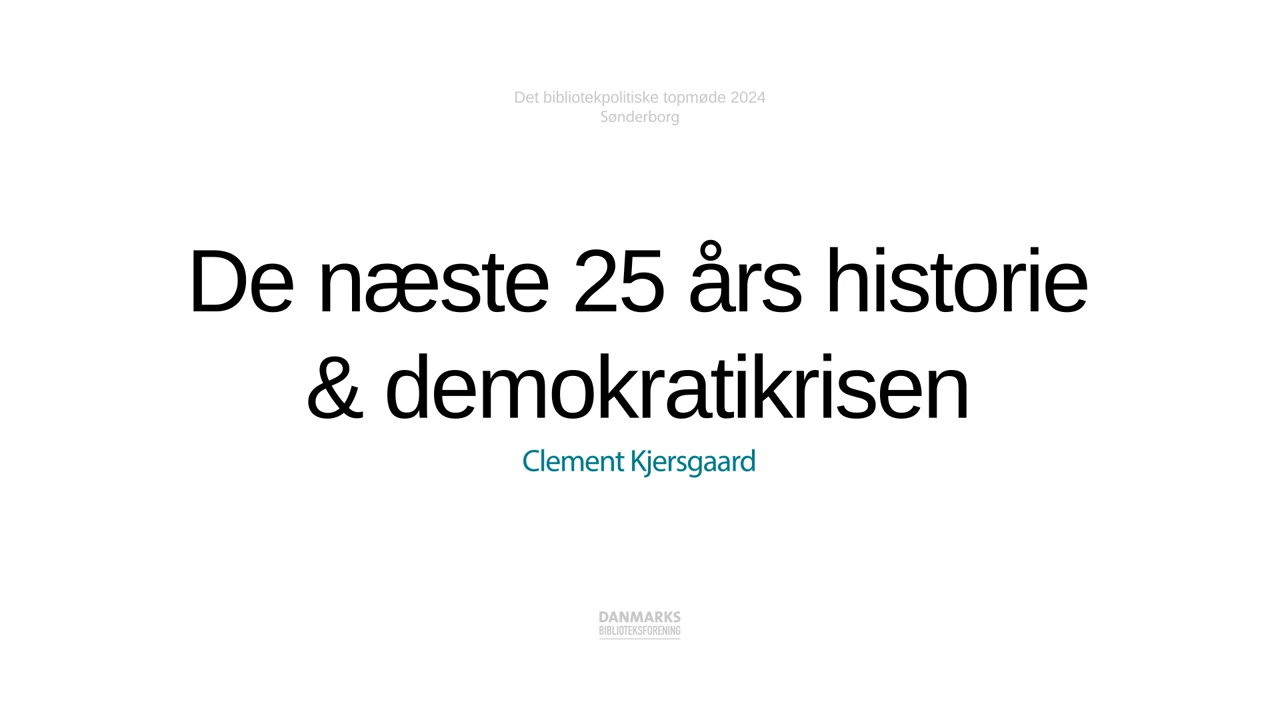 Det bibliotekpolitiske topmøde 2024
Sønderborg
De næste 25 års historie
& demokratikrisen
Clement Kjersgaard
DANMARKS
BIBLIOTEKSFORENING